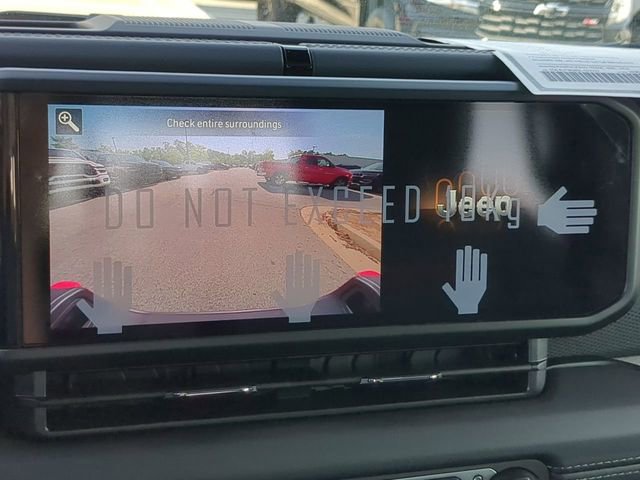 Check entire surroundings
DO NOT EXCEED
Jeep